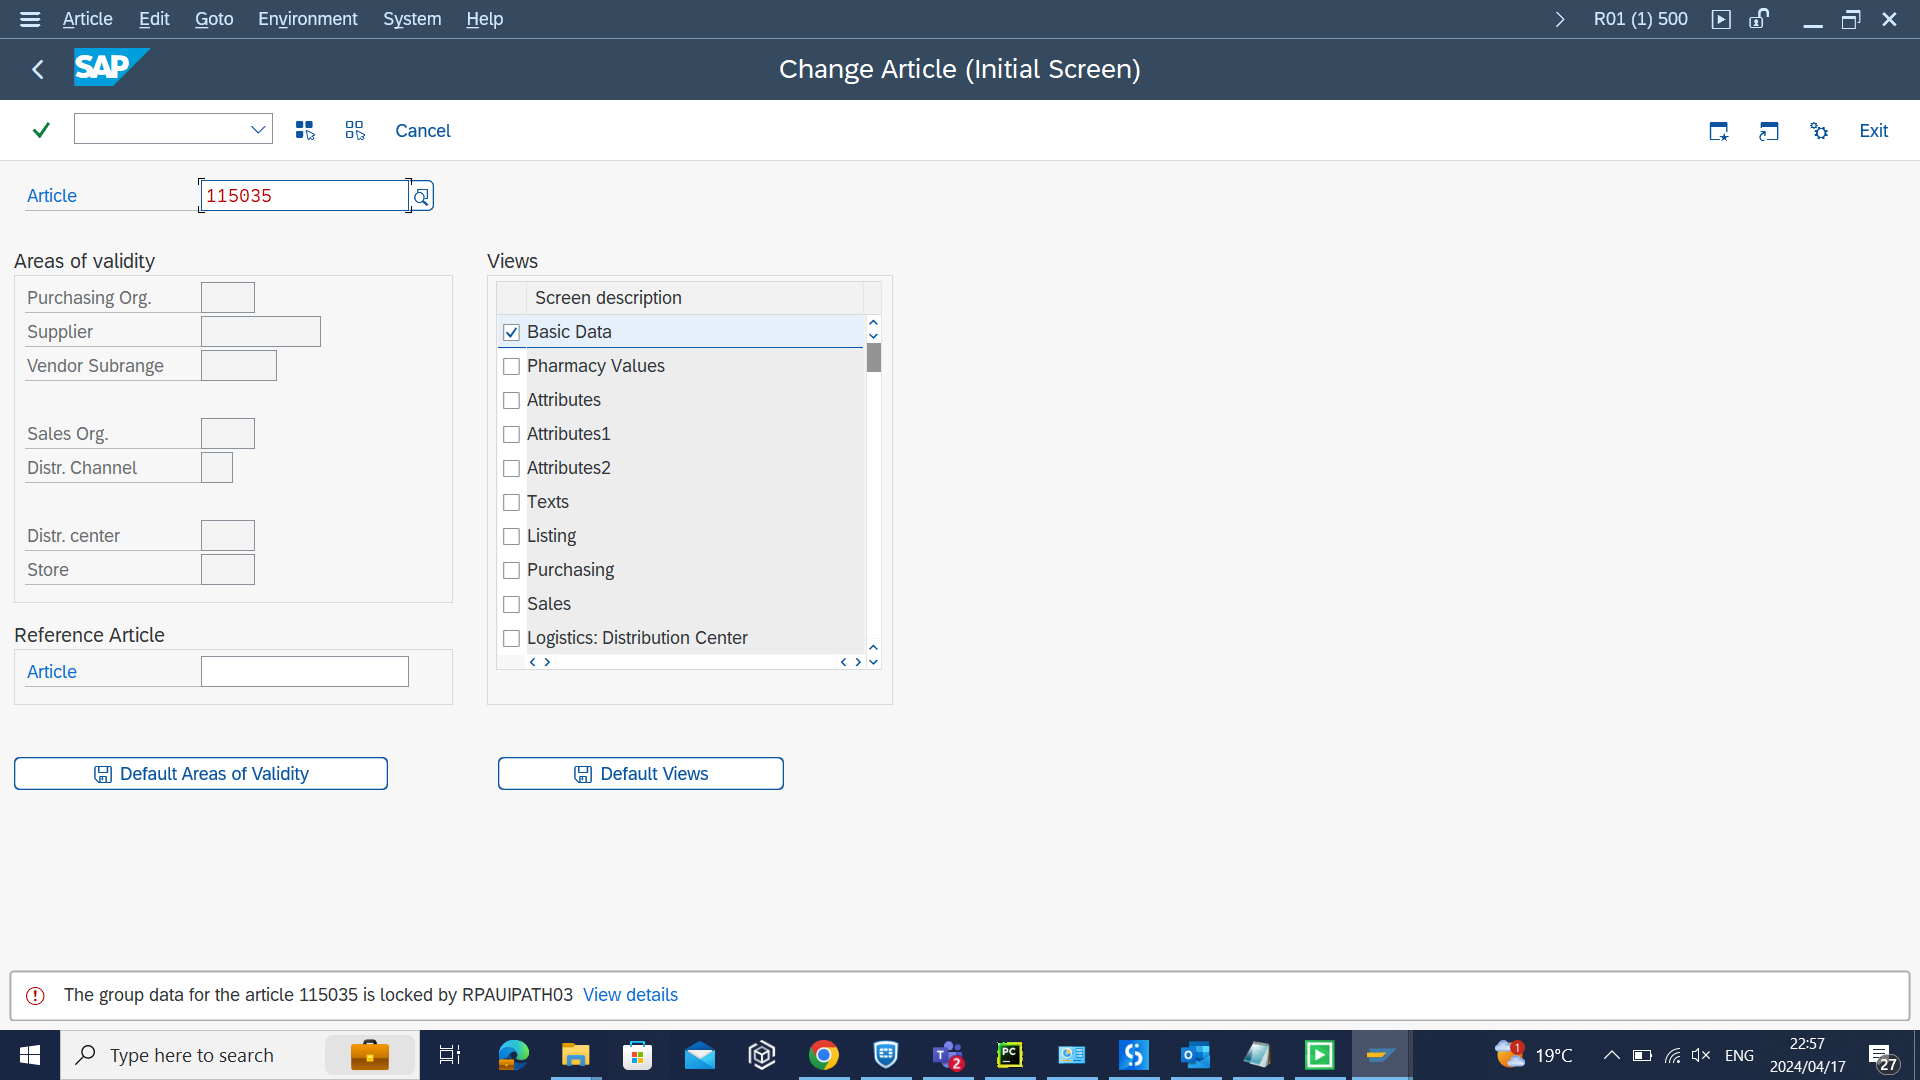 Article Edit Goto Environment System Help R01 (1) 500
SAP Change Article (Initial Screen)
Cancel Exit
Article 115035
Areas of validity
Purchasing Org.
Supplier
Vendor Subrange
Sales Org.
Distr. Channel
Distr. center
Store
Reference Article
Article
Views
Screen description
Basic Data
Pharmacy Values
Attributes
Attributes1
Attributes2
Texts
Listing
Purchasing
Sales
Logistics: Distribution Center
Default Areas of Validity Default Views
The group data for the article 115035 is locked by RPAUIPATH03 View details
Type here to search
2
PC
1
19°C
ENG
22:57
2024/04/17
27